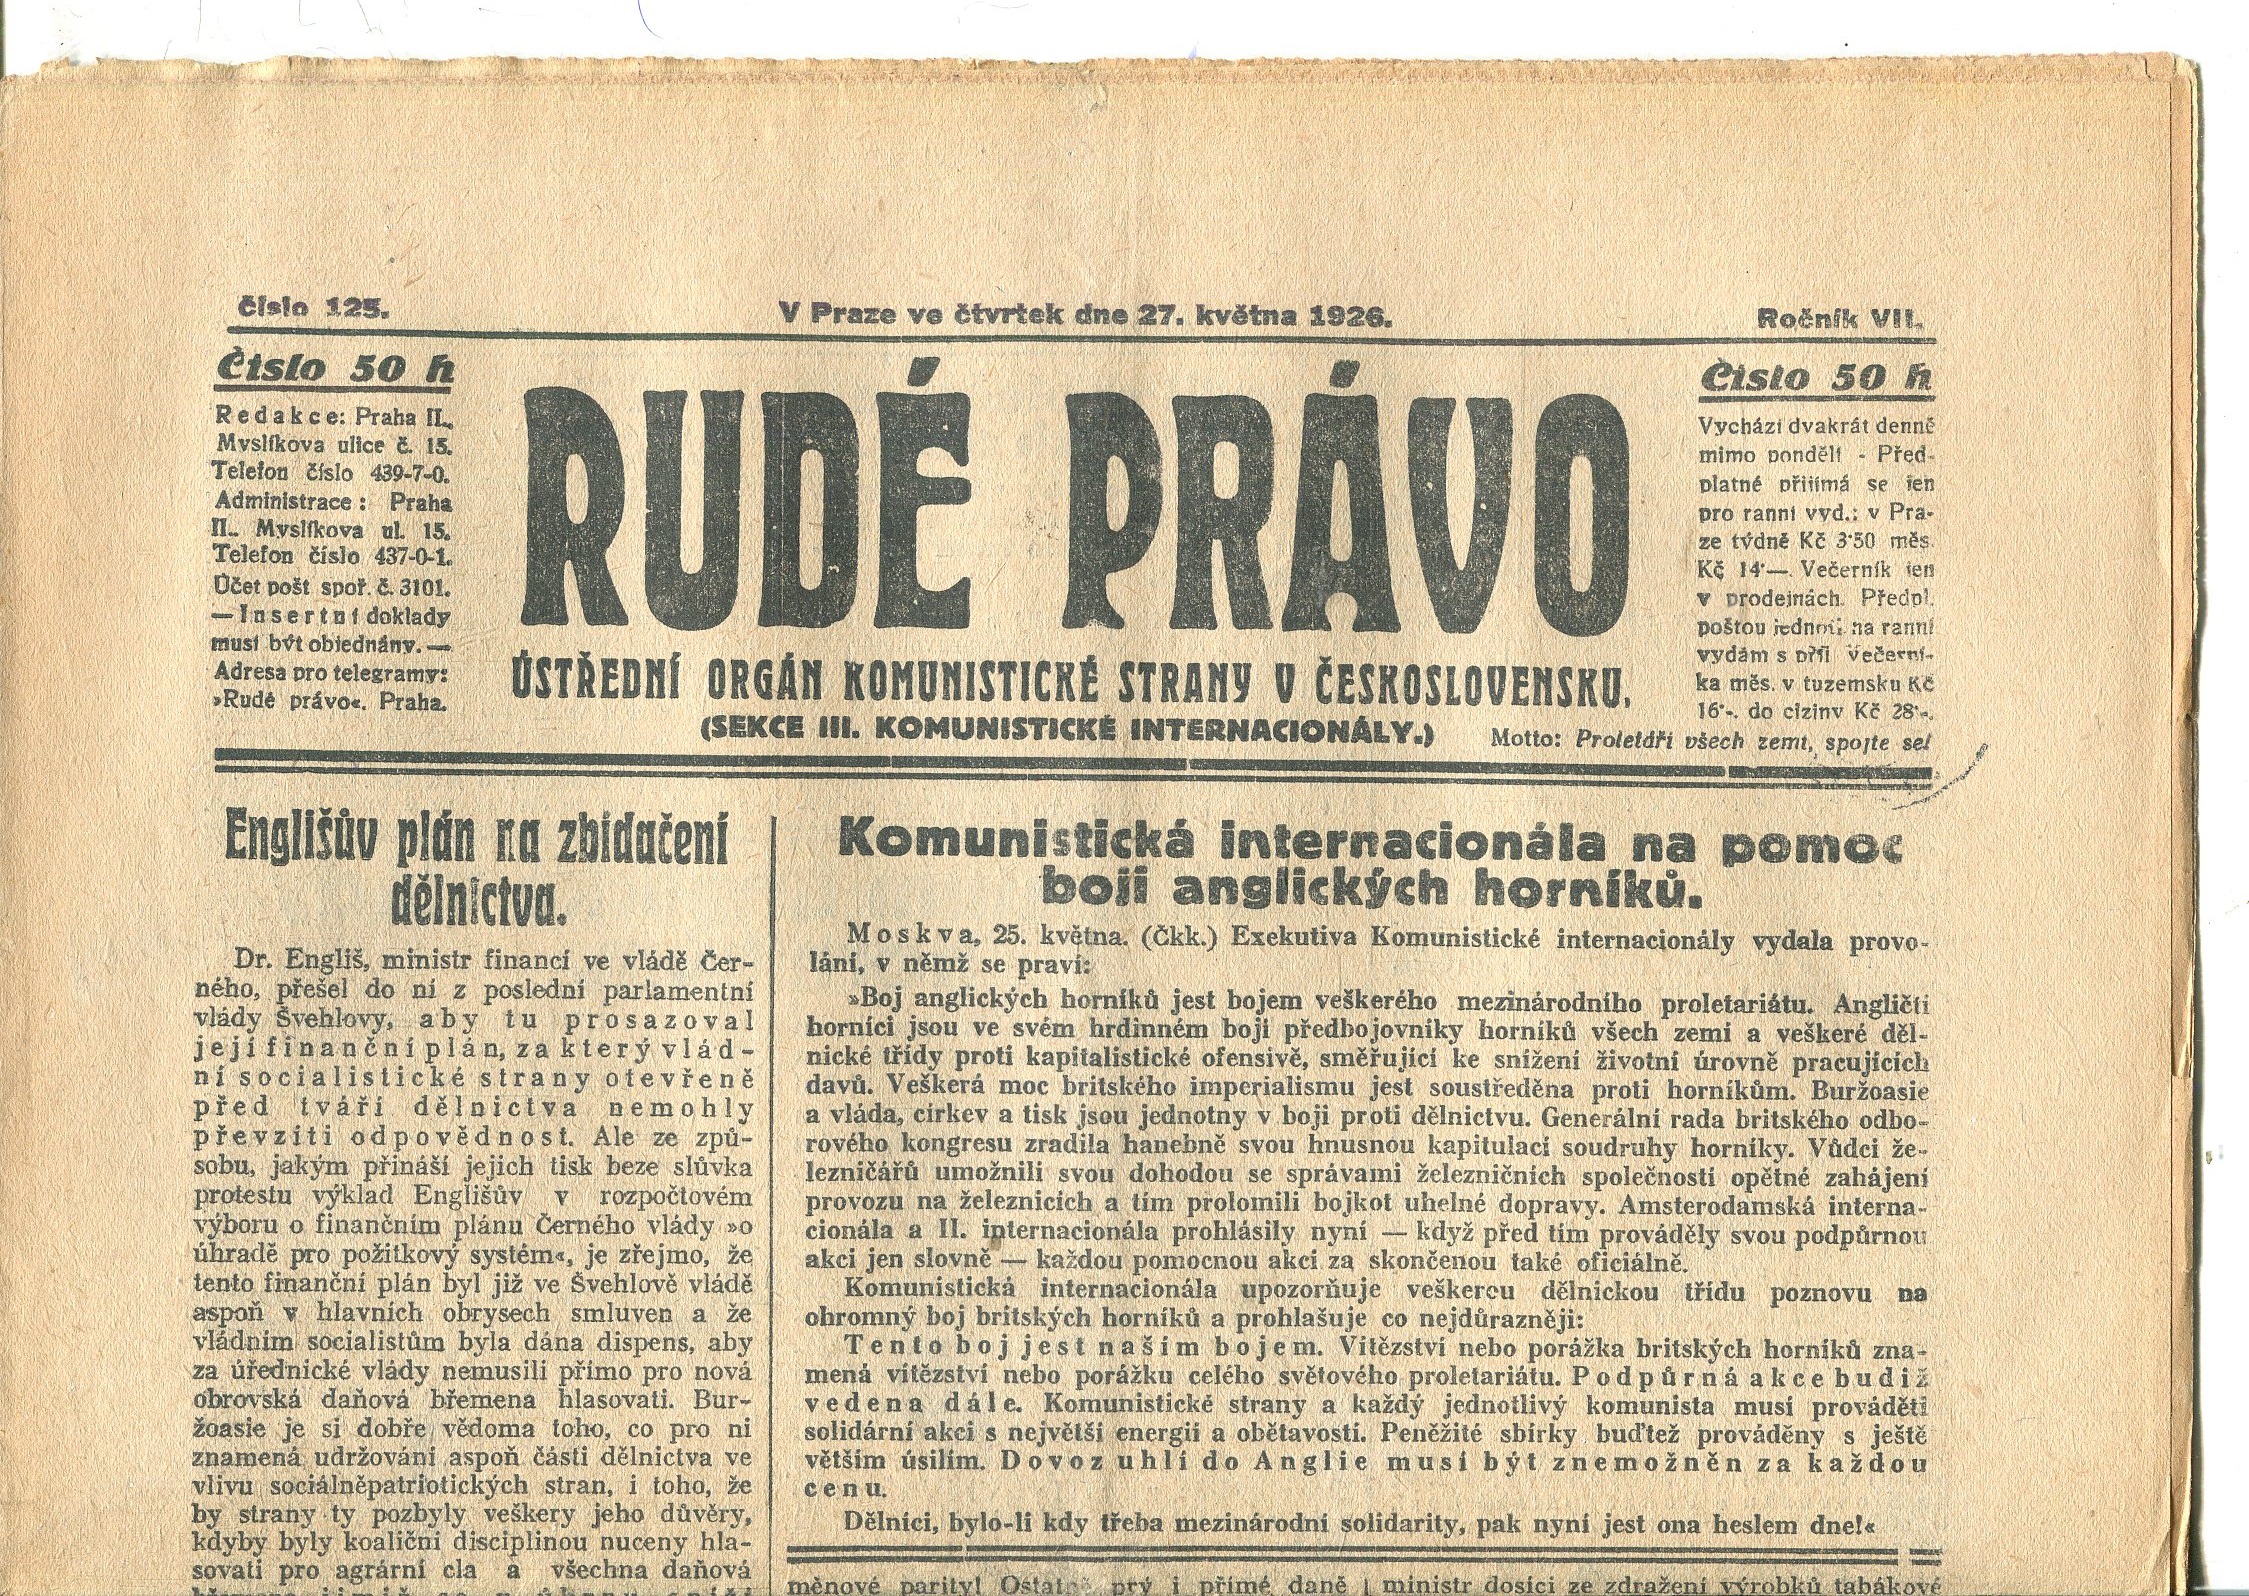 číslo 125.
V Praze ve čtvrtek dne 27. května 1926.
Ročník VII.
Číslo 50 h
Redakce: Praha II.,
Myslíkova ulice č. 15.
Telefon číslo 439-7-0.
Administrace: Praha
II.. Myslíkova ul. 15.
Telefon číslo 437-0-1.
Účet pošt spoř. č. 3101.
— Insertní doklady
musí být objednány. —
Adresa pro telegramy:
»Rudé právo«. Praha.
RUDÉ PRÁVO
ÚSTŘEDNÍ ORGÁN KOMUNISTICKÉ STRANY V ČESKOSLOVENSKU.
(SEKCE III. KOMUNISTICKÉ INTERNACIONÁLY.)
Motto: Proletáři všech zemí, spojte se!
Číslo 50 h
Vychází dvakrát denně
mimo pondělí - Před-
platné přijímá se jen
pro ranní vyd.: v Pra-
ze týdně Kč 3·50 měs.
Kč 14·—. Večerník jen
v prodejnách. Předpl.
poštou jednotl. na ranní
vydám s příl večerní-
ka měs. v tuzemsku Kč
16·-. do ciziny Kč 28·-.
Englišův plán na zbídačení
dělnictva.
Dr. Engliš, ministr financí ve vládě Čer-
ného, přešel do ní z poslední parlamentní
vlády Švehlovy, aby tu prosazoval
její finanční plán, za který vlád-
ní socialistické strany otevřeně
před tváří dělnictva nemohly
převzíti odpovědnost. Ale ze způ-
sobu, jakým přináší jejich tisk beze slůvka
protestu výklad Englišův v rozpočtovém
výboru o finančním plánu Černého vlády »o
úhradě pro požitkový systém«, je zřejmo, že
tento finanční plán byl již ve Švehlově vládě
aspoň v hlavních obrysech smluven a že
vládním socialistům byla dána dispens, aby
za úřednické vlády nemusili přímo pro nová
obrovská daňová břemena hlasovati. Bur-
žoasie je si dobře vědoma toho, co pro ni
znamená udržování aspoň části dělnictva ve
vlivu sociálněpatriotických stran, i toho, že
by strany ty pozbyly veškery jeho důvěry,
kdyby byly koaliční disciplinou nuceny hla-
sovati pro agrární cla a všechna daňová
Komunistická internacionála na pomoc
boji anglických horníků.
Moskva, 25. května. (Čkk.) Exekutiva Komunistické internacionály vydala provo-
lání, v němž se praví:
»Boj anglických horníků jest bojem veškerého mezinárodního proletariátu. Angličtí
horníci jsou ve svém hrdinném boji předbojovníky horníků všech zemí a veškeré děl-
nické třídy proti kapitalistické ofensivě, směřující ke snížení životní úrovně pracujících
davů. Veškerá moc britského imperialismu jest soustředěna proti horníkům. Buržoasie
a vláda, církev a tisk jsou jednotny v boji proti dělnictvu. Generální rada britského odbo-
rového kongresu zradila hanebně svou hnusnou kapitulací soudruhy horníky. Vůdci že-
lezničářů umožnili svou dohodou se správami železničních společností opětné zahájení
provozu na železnicích a tím prolomili bojkot uhelné dopravy. Amsterodamská interna-
cionála a II. internacionála prohlásily nyní — když před tím prováděly svou podpůrnou
akci jen slovně — každou pomocnou akci za skončenou také oficiálně.
Komunistická internacionála upozorňuje veškerou dělnickou třídu poznovu na
ohromný boj britských horníků a prohlašuje co nejdůrazněji:
Tento boj jest naším bojem. Vítězství nebo porážka britských horníků zna-
mená vítězství nebo porážku celého světového proletariátu. Podpůrná akce budiž
vedena dále. Komunistické strany a každý jednotlivý komunista musí prováděti
solidární akci s největší energií a obětavostí. Peněžité sbírky buďtež prováděny s ještě
větším úsilím. Dovoz uhlí do Anglie musí být znemožněn za každou
cenu.
Dělníci, bylo-li kdy třeba mezinárodní solidarity, pak nyní jest ona heslem dne!«
měnové parity! Ostatně prý i přímé daně
ministr dosíci ze zdražení výrobků tabákové